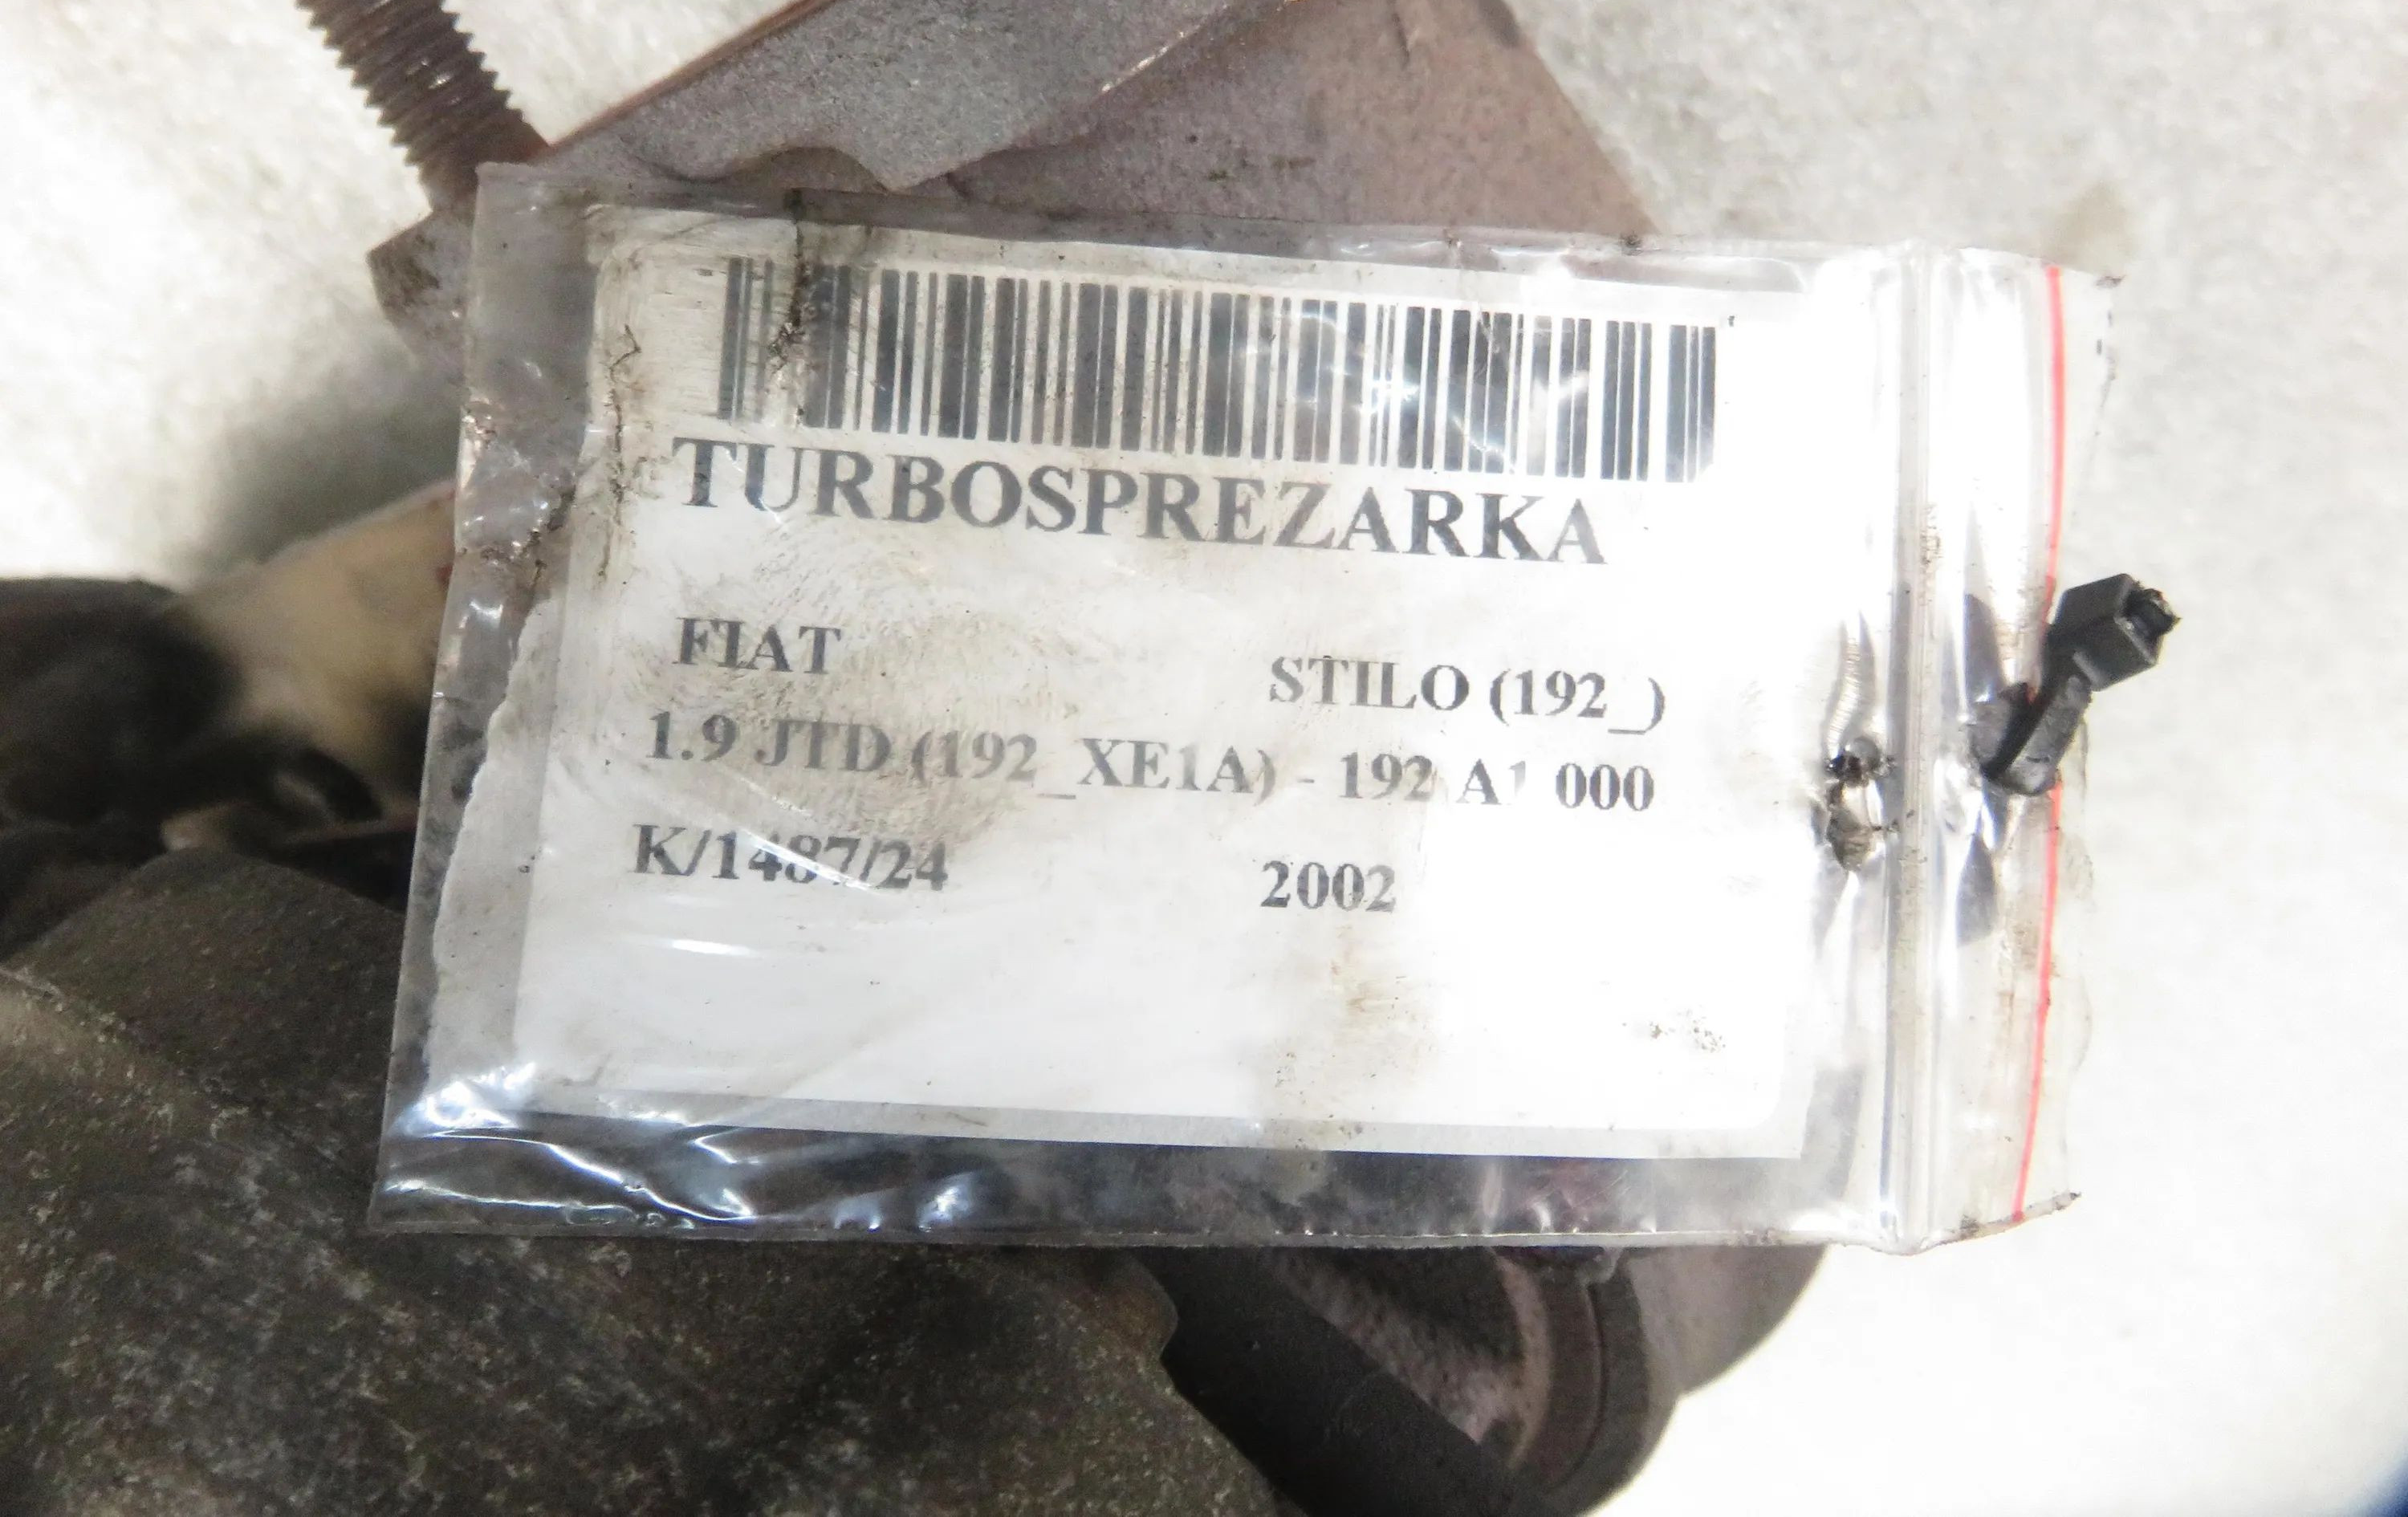 TURBOSPREZARKA
FIAT STILO (192_)
1.9 JTD (192_XE1A) - 192 A1 000
K/1487/24 2002